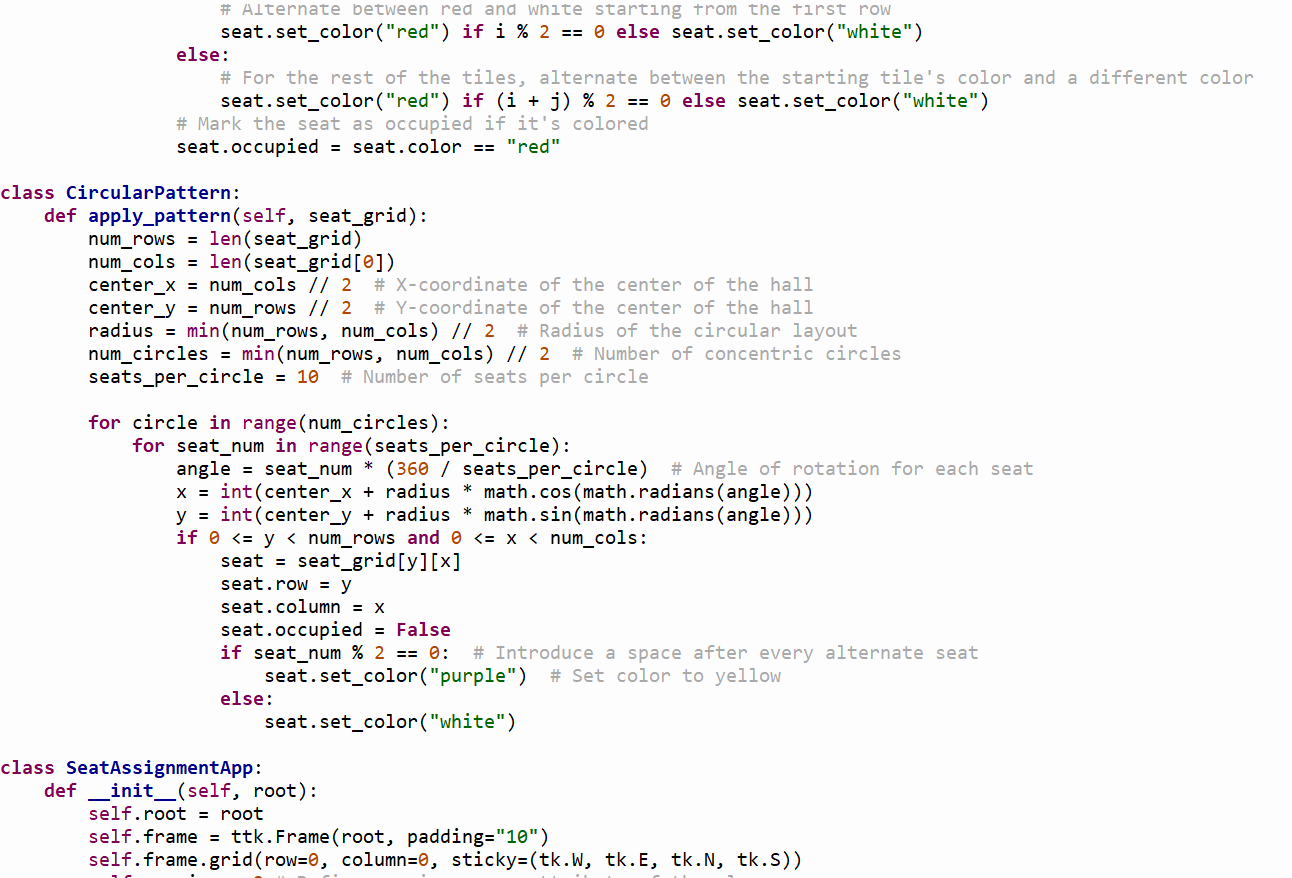 # Alternate between red and white starting from the first row
seat.set_color("red") if i % 2 == 0 else seat.set_color("white")
else:
# For the rest of the tiles, alternate between the starting tile's color and a different color
seat.set_color("red") if (i + j) % 2 == 0 else seat.set_color("white")
# Mark the seat as occupied if it's colored
seat.occupied = seat.color == "red"
class CircularPattern:
def apply_pattern(self, seat_grid):
num_rows = len(seat_grid)
num_cols = len(seat_grid[0])
center_x = num_cols // 2  # X-coordinate of the center of the hall
center_y = num_rows // 2  # Y-coordinate of the center of the hall
radius = min(num_rows, num_cols) // 2  # Radius of the circular layout
num_circles = min(num_rows, num_cols) // 2  # Number of concentric circles
seats_per_circle = 10  # Number of seats per circle
for circle in range(num_circles):
for seat_num in range(seats_per_circle):
angle = seat_num * (360 / seats_per_circle)  # Angle of rotation for each seat
x = int(center_x + radius * math.cos(math.radians(angle)))
y = int(center_y + radius * math.sin(math.radians(angle)))
if 0 <= y < num_rows and 0 <= x < num_cols:
seat = seat_grid[y][x]
seat.row = y
seat.column = x
seat.occupied = False
if seat_num % 2 == 0:  # Introduce a space after every alternate seat
seat.set_color("purple")  # Set color to yellow
else:
seat.set_color("white")
class SeatAssignmentApp:
def __init__(self, root):
self.root = root
self.frame = ttk.Frame(root, padding="10")
self.frame.grid(row=0, column=0, sticky=(tk.W, tk.E, tk.N, tk.S))